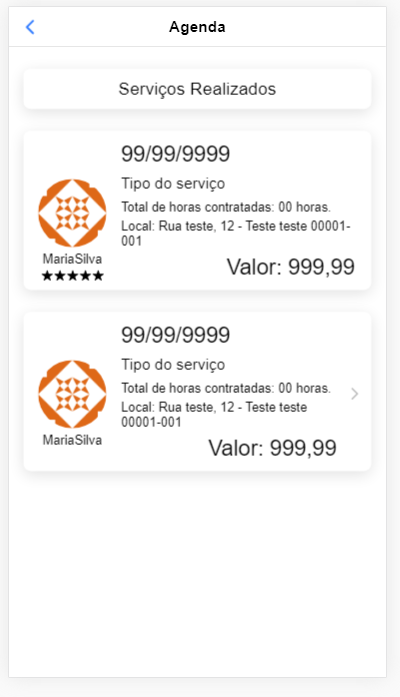 Agenda
Serviços Realizados
99/99/9999
Tipo do serviço
Total de horas contratadas: 00 horas.
Local: Rua teste, 12 - Teste teste 00001-
001
MariaSilva
★★★★★
Valor: 999,99
99/99/9999
Tipo do serviço
Total de horas contratadas: 00 horas.
Local: Rua teste, 12 - Teste teste
00001-001
MariaSilva
Valor: 999,99